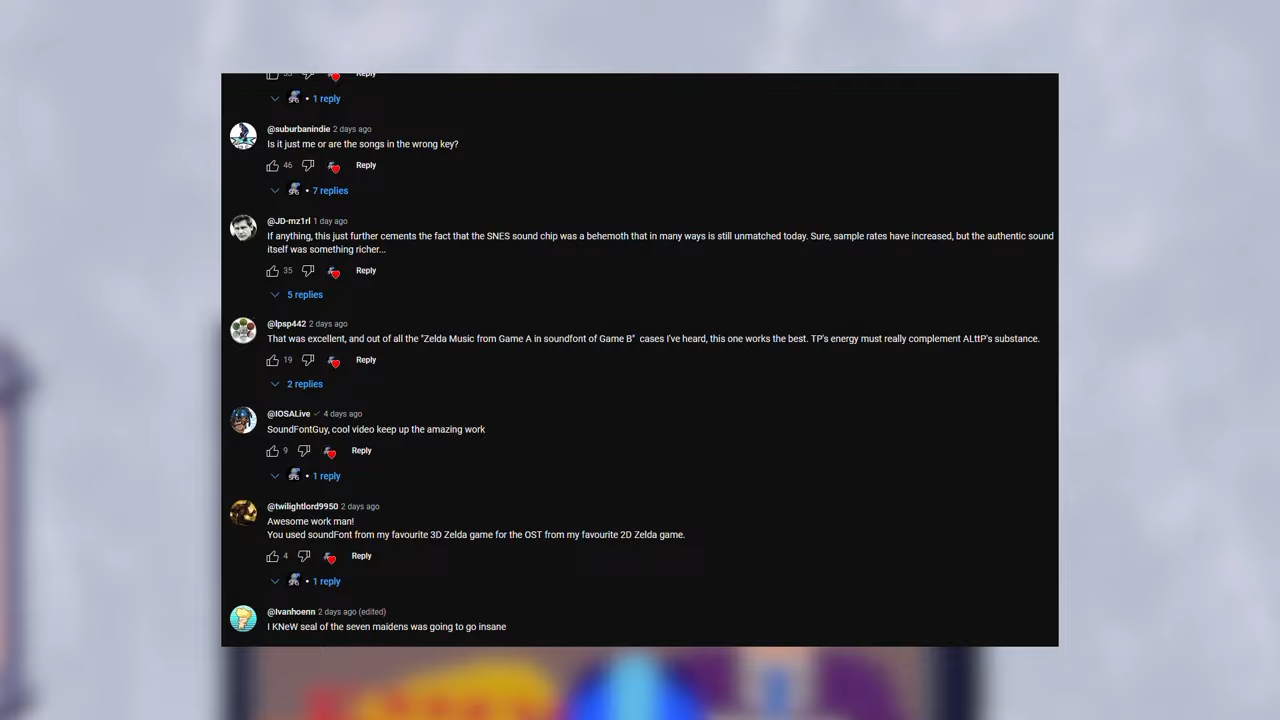 35 Reply
• 1 reply
@suburbanindie 2 days ago
Is it just me or are the songs in the wrong key?
46 Reply
• 7 replies
@JD-mz1rl 1 day ago
If anything, this just further cements the fact that the SNES sound chip was a behemoth that in many ways is still unmatched today. Sure, sample rates have increased, but the authentic sound
itself was something richer...
35 Reply
5 replies
@lpsp442 2 days ago
That was excellent, and out of all the "Zelda Music from Game A in soundfont of Game B" cases I've heard, this one works the best. TP's energy must really complement ALttP's substance.
19 Reply
2 replies
@IOSALive 4 days ago
SoundFontGuy, cool video keep up the amazing work
9 Reply
• 1 reply
@twilightlord9950 2 days ago
Awesome work man!
You used soundFont from my favourite 3D Zelda game for the OST from my favourite 2D Zelda game.
4 Reply
• 1 reply
@Ivanhoenn 2 days ago (edited)
I KNeW seal of the seven maidens was going to go insane